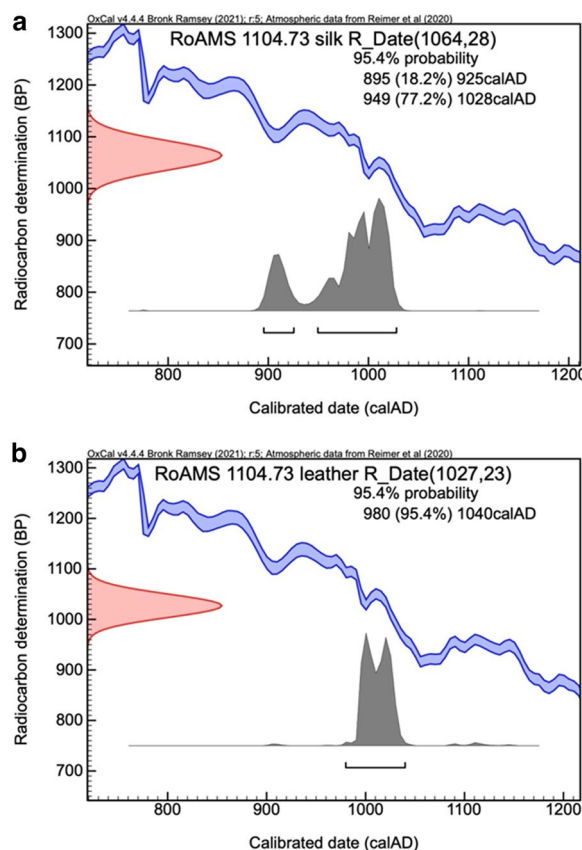 a
OxCal v4.4.4 Bronk Ramsey (2021); r:5; Atmospheric data from Reimer et al (2020)
RoAMS 1104.73 silk R_Date(1064,28)
95.4% probability
895 (18.2%) 925calAD
949 (77.2%) 1028calAD
Radiocarbon determination (BP)
1300
1200
1100
1000
900
800
700
800 900 1000 1100 1200
Calibrated date (calAD)
b
OxCal v4.4.4 Bronk Ramsey (2021); r:5; Atmospheric data from Reimer et al (2020)
RoAMS 1104.73 leather R_Date(1027,23)
95.4% probability
980 (95.4%) 1040calAD
Radiocarbon determination (BP)
1300
1200
1100
1000
900
800
700
800 900 1000 1100 1200
Calibrated date (calAD)